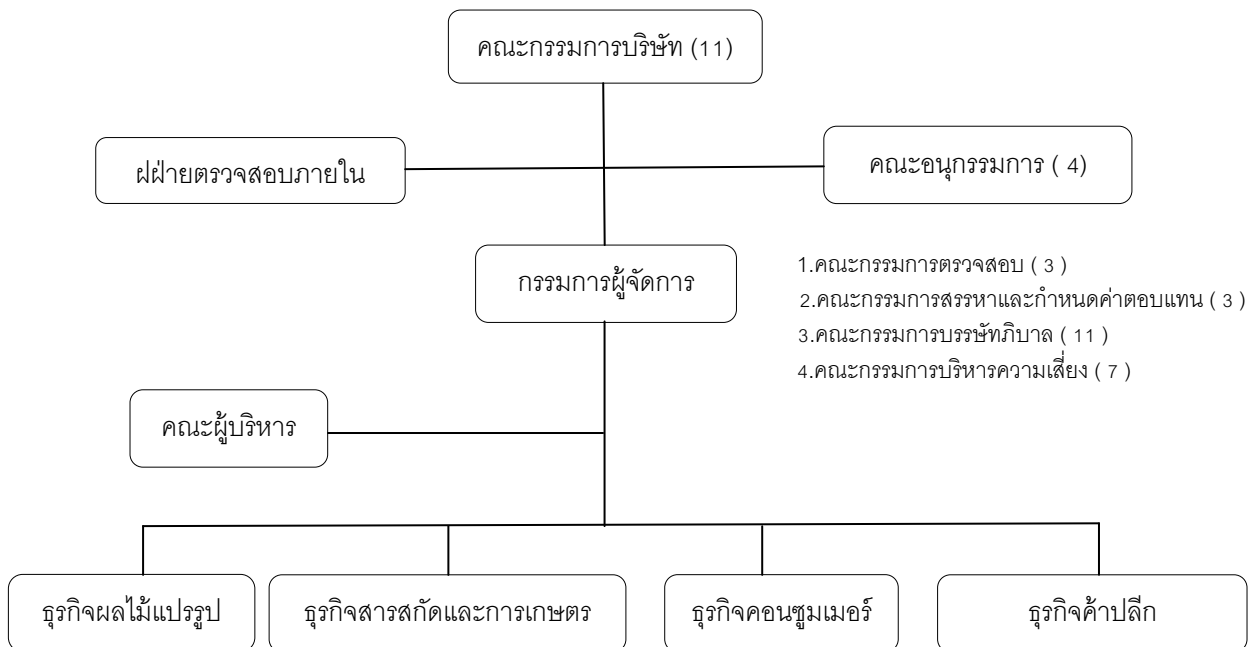 คณะกรรมการบริษัท (11)
ฝฝ่ายตรวจสอบภายใน
คณะอนุกรรมการ ( 4)
กรรมการผู้จัดการ
1.คณะกรรมการตรวจสอบ ( 3 )
2.คณะกรรมการสรรหาและกำหนดค่าตอบแทน ( 3 )
3.คณะกรรมการบรรษัทภิบาล ( 11 )
4.คณะกรรมการบริหารความเสี่ยง ( 7 )
คณะผู้บริหาร
ธุรกิจผลไม้แปรรูป
ธุรกิจสารสกัดและการเกษตร
ธุรกิจคอนซูมเมอร์
ธุรกิจค้าปลีก